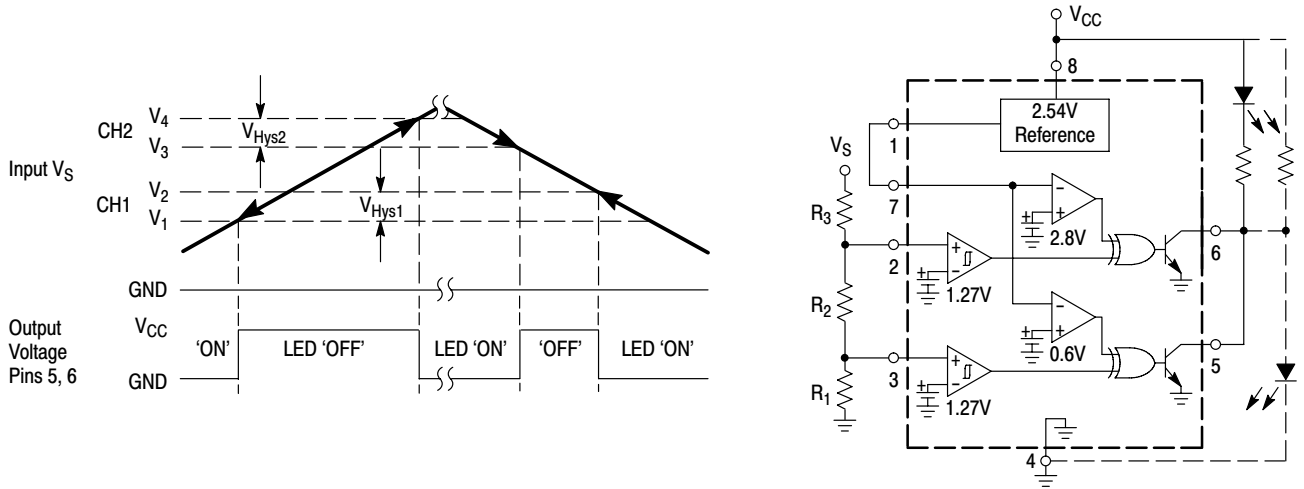 CH2
V4
V3
VHys2
Input VS
CH1
V2
V1
VHys1
GND
Output
Voltage
Pins 5, 6
VCC
GND
'ON'
LED 'OFF'
LED 'ON'
'OFF'
LED 'ON'
VCC
8
2.54V
Reference
1
VS
7
R3
2.8V
6
2
1.27V
R2
0.6V
5
3
1.27V
R1
4